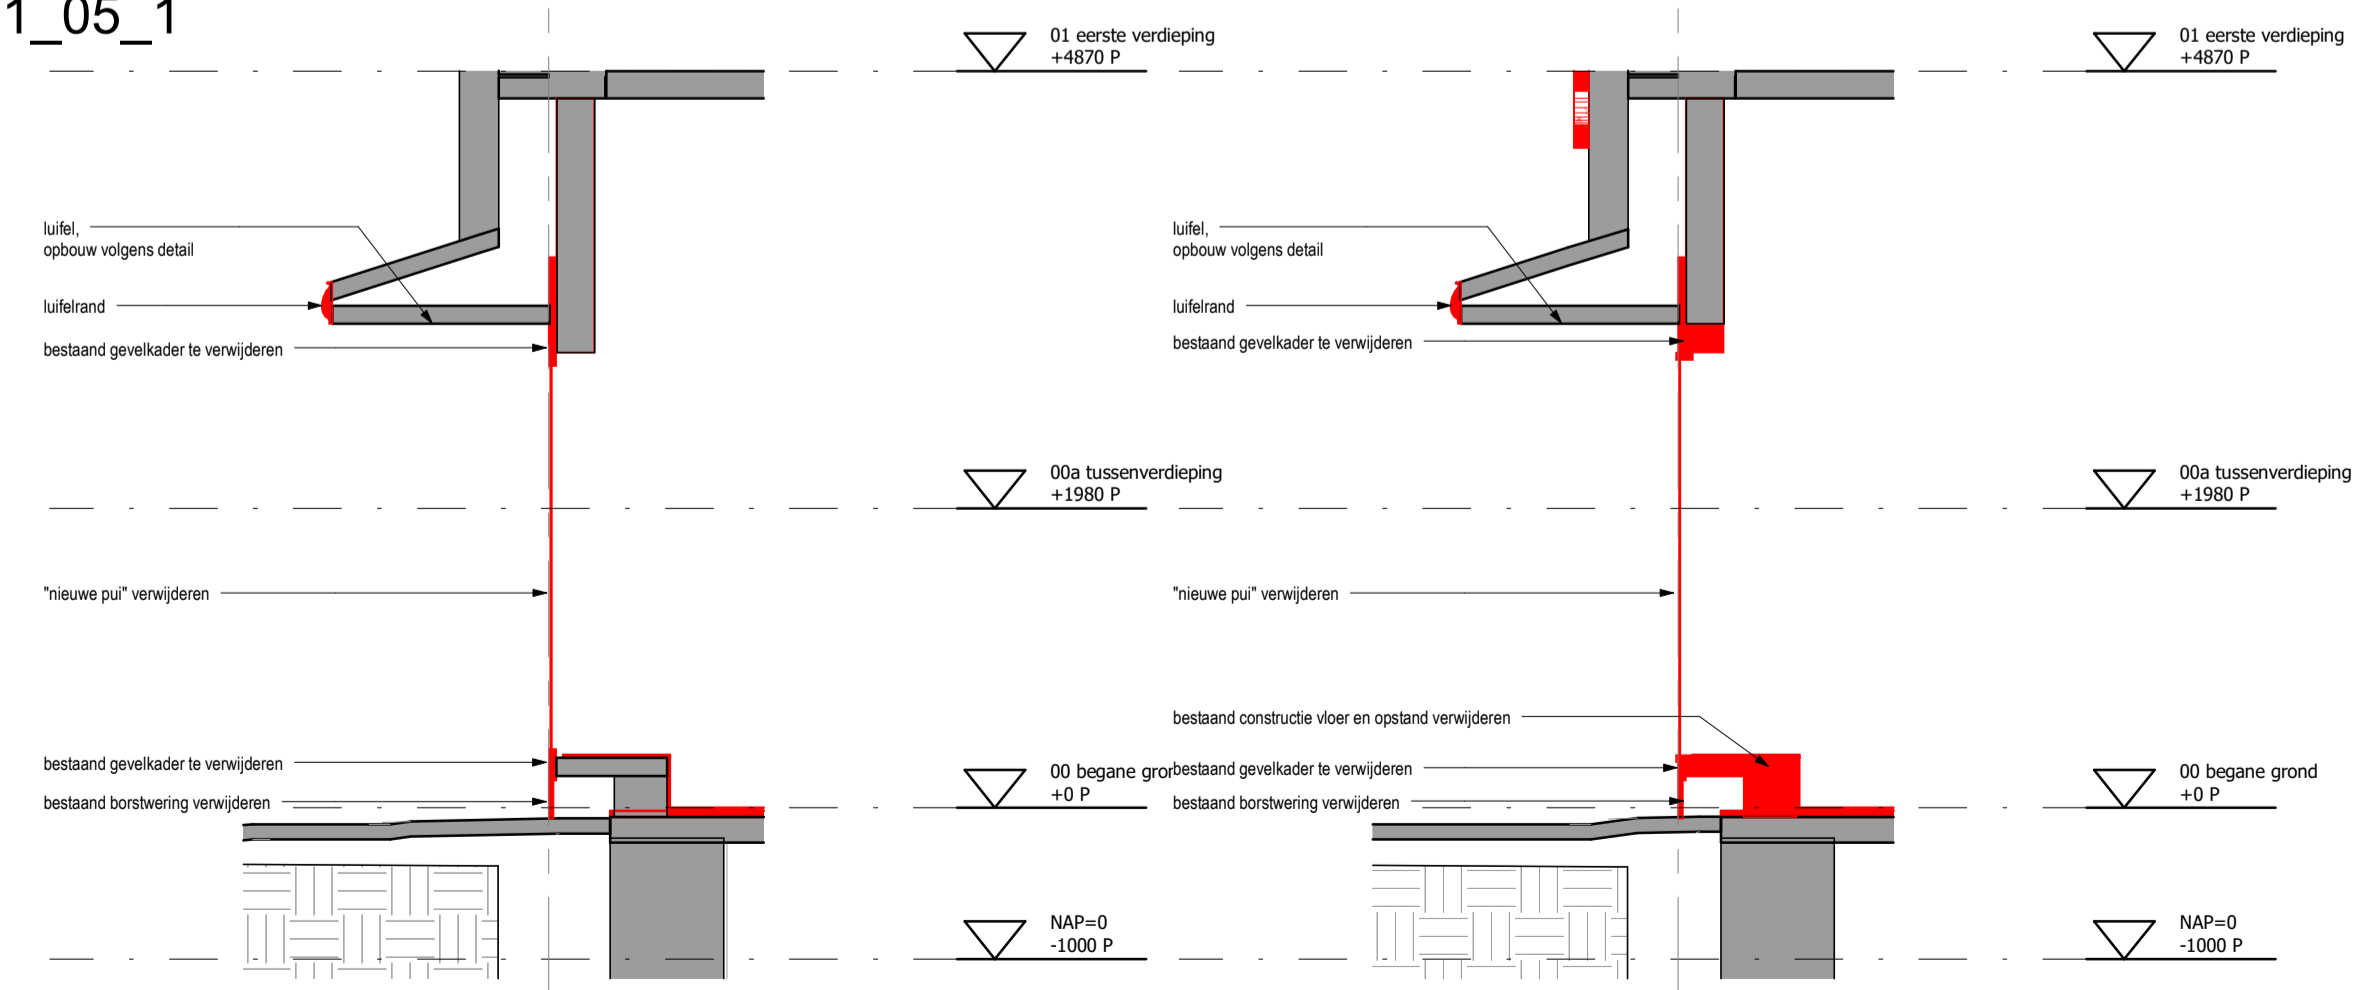 1_05_1
01 eerste verdieping
+4870 P
luifel,
opbouw volgens detail
luifelrand
bestaand gevelkader te verwijderen
00a tussenverdieping
+1980 P
"nieuwe pui" verwijderen
bestaand gevelkader te verwijderen
bestaand borstwering verwijderen
00 begane gror
+0 P
NAP=0
-1000 P
01 eerste verdieping
+4870 P
luifel,
opbouw volgens detail
luifelrand
bestaand gevelkader te verwijderen
00a tussenverdieping
+1980 P
"nieuwe pui" verwijderen
bestaand constructie vloer en opstand verwijderen
bestaand gevelkader te verwijderen
bestaand borstwering verwijderen
00 begane grond
+0 P
NAP=0
-1000 P